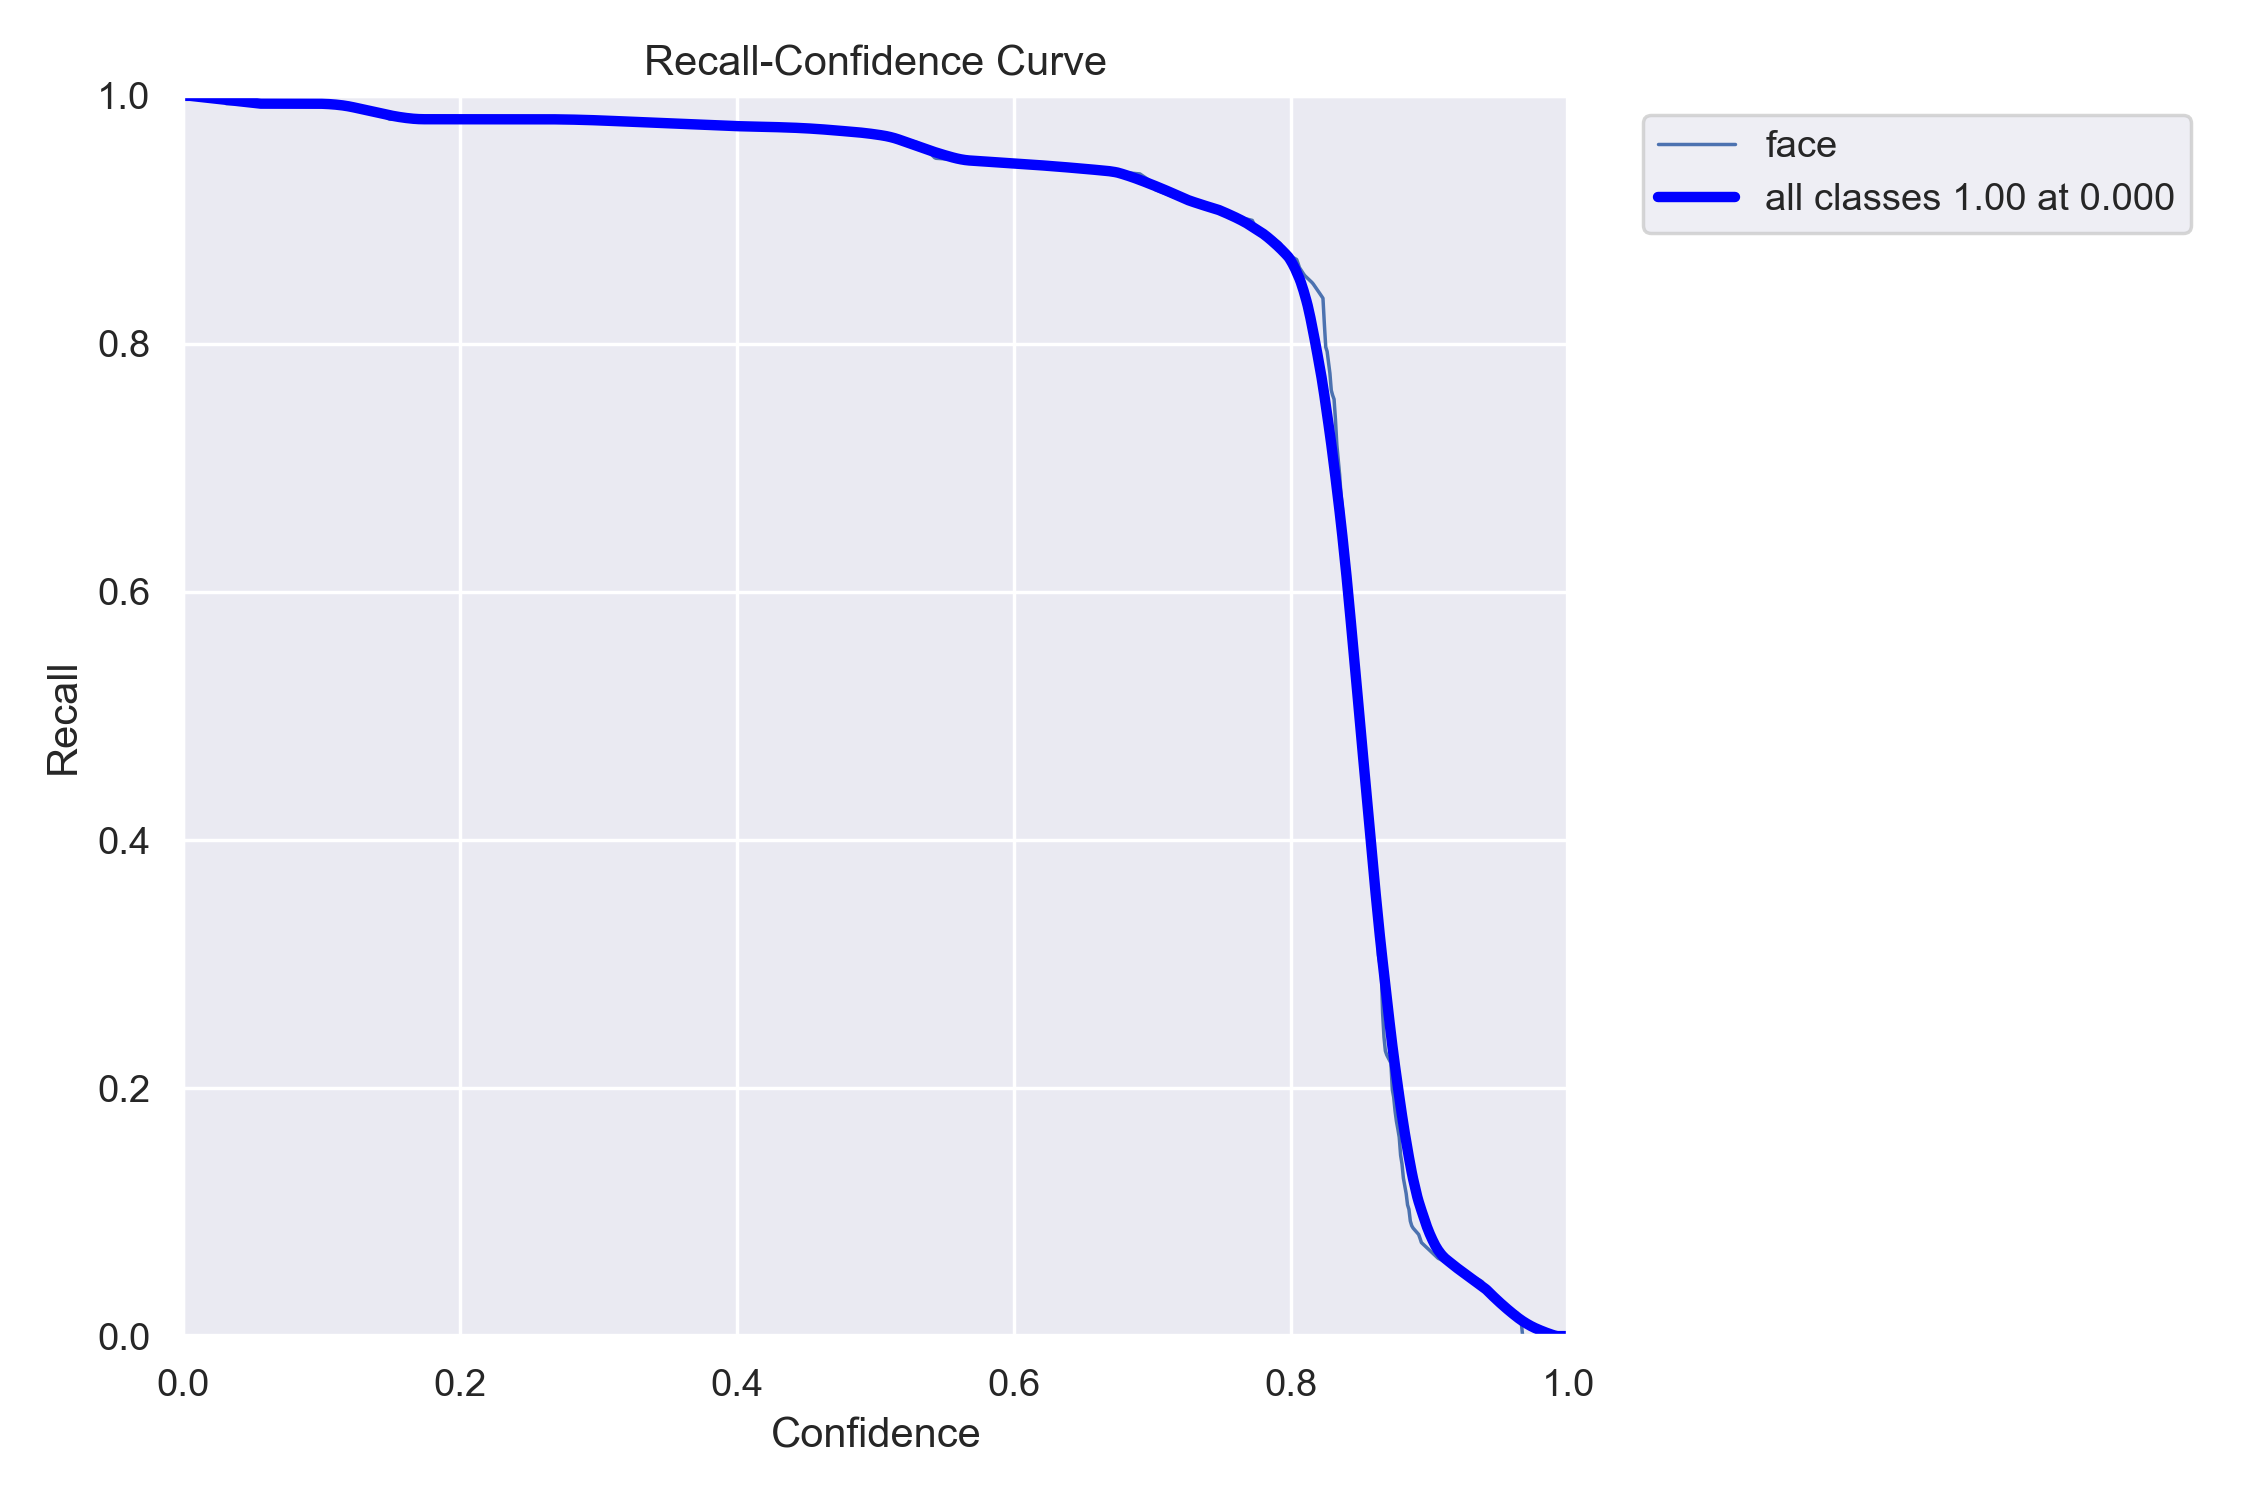 Recall-Confidence Curve
1.0
0.8
0.6
0.4
0.2
0.0
Recall
0.0 0.2 0.4 0.6 0.8 1.0
Confidence
face
all classes 1.00 at 0.000